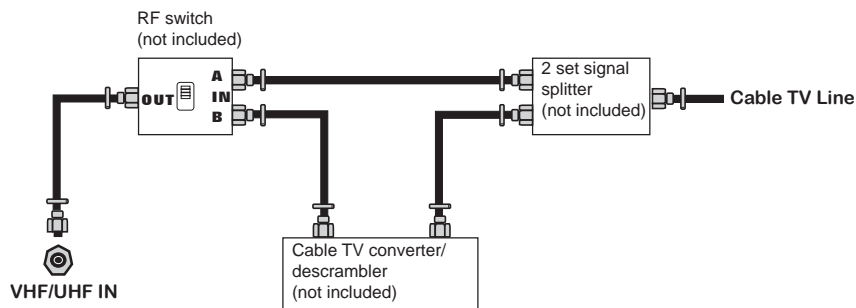 RF switch
(not included)
A
OUT
IN
B
2 set signal
splitter
(not included)
Cable TV Line
Cable TV converter/
descrambler
(not included)
VHF/UHF IN